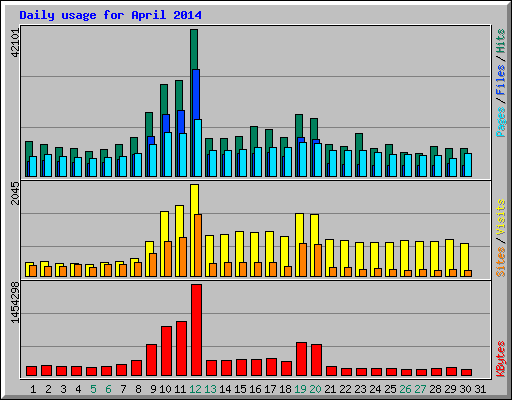 Daily usage for April 2014
42101
Pages / Files / Hits
2045
Sites / Visits
1454298
KBytes
1 2 3 4 5 6 7 8 9 10 11 12 13 14 15 16 17 18 19 20 21 22 23 24 25 26 27 28 29 30 31